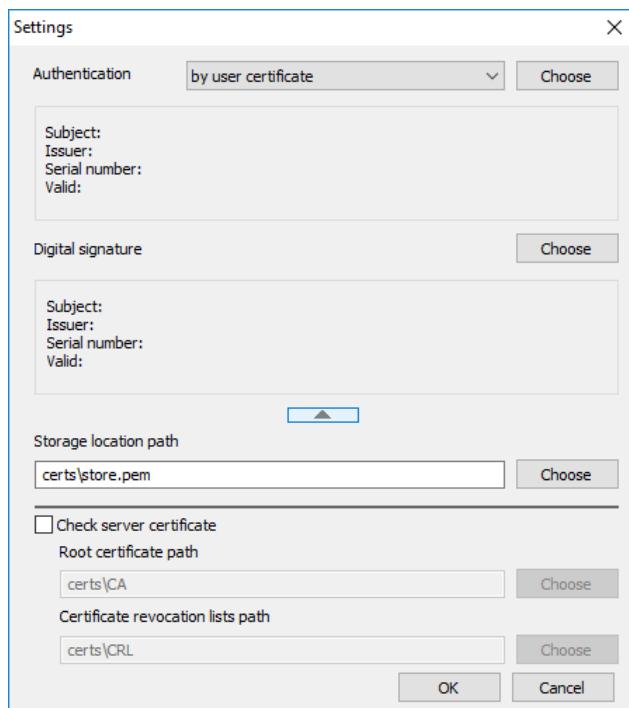 Settings
Authentication by user certificate Choose
Subject:
Issuer:
Serial number:
Valid:
Digital signature Choose
Subject:
Issuer:
Serial number:
Valid:
Storage location path
certs\store.pem Choose
Check server certificate
Root certificate path
certs\CA Choose
Certificate revocation lists path
certs\CRL Choose
OK Cancel